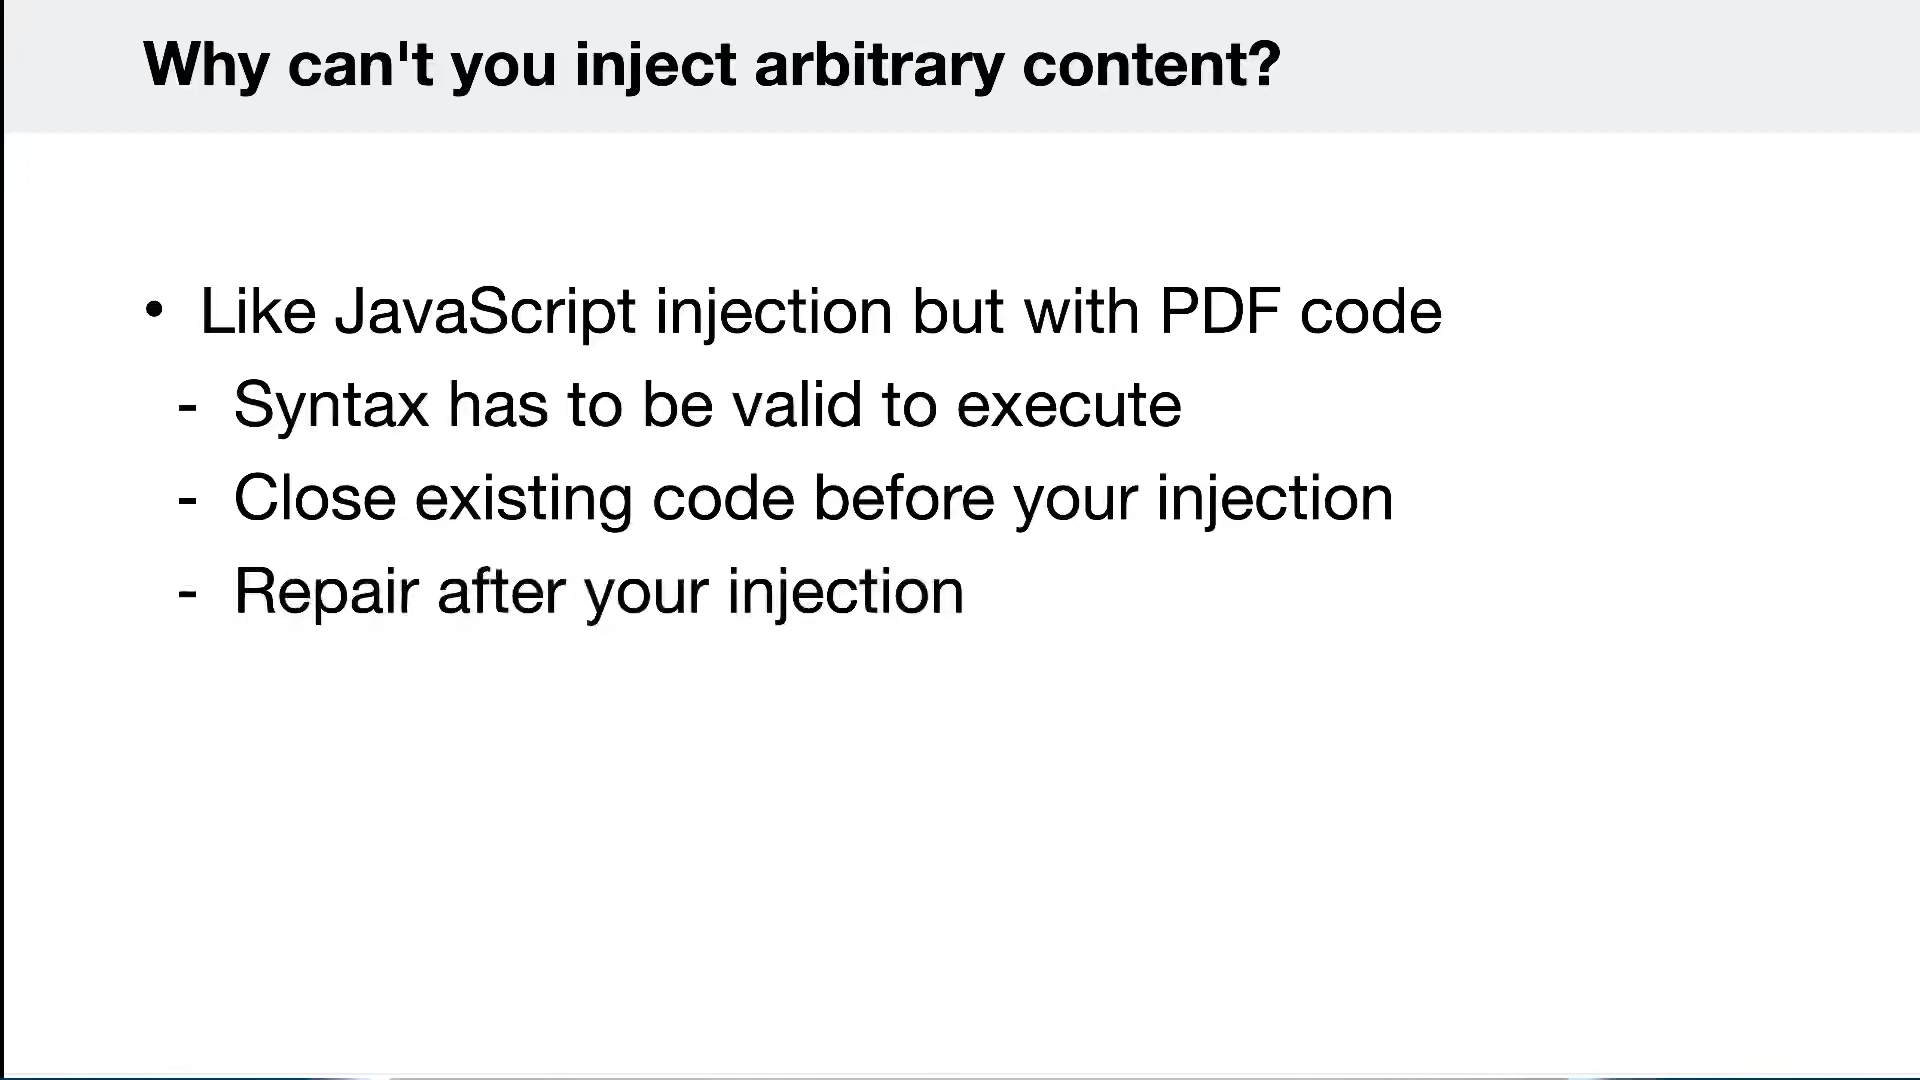 Why can't you inject arbitrary content?
• Like JavaScript injection but with PDF code
- Syntax has to be valid to execute
- Close existing code before your injection
- Repair after your injection